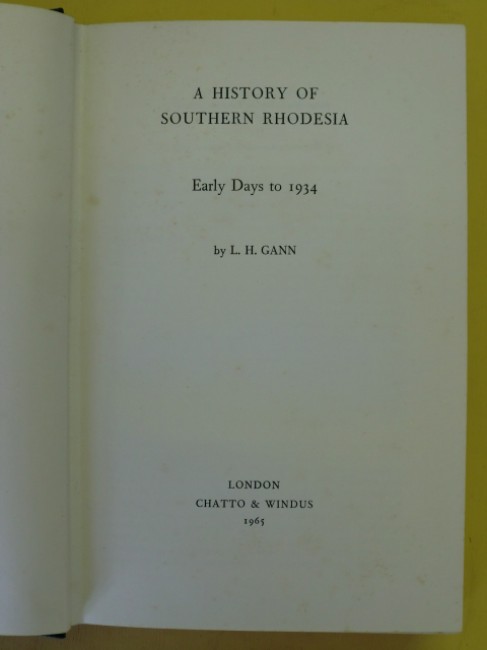 A HISTORY OF
SOUTHERN RHODESIA
Early Days to 1934
by L. H. GANN
LONDON
CHATTO & WINDUS
1965